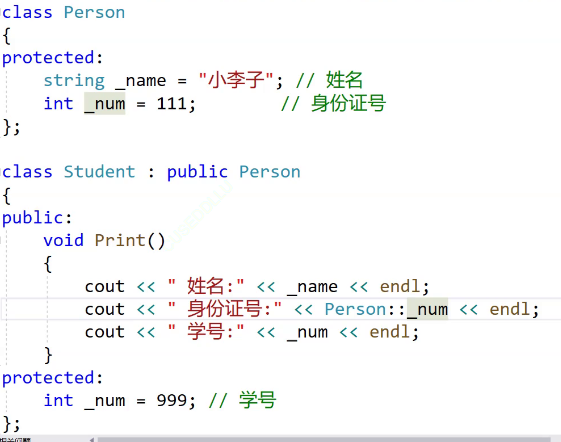 class Person
{
protected:
    string _name = "小李子"; // 姓名
    int _num = 111;        // 身份证号
};

class Student : public Person
{
public:
    void Print()
    {
        cout << " 姓名:" << _name << endl;
        cout << " 身份证号:" << Person::_num << endl;
        cout << " 学号:" << _num << endl;
    }
protected:
    int _num = 999; // 学号
};